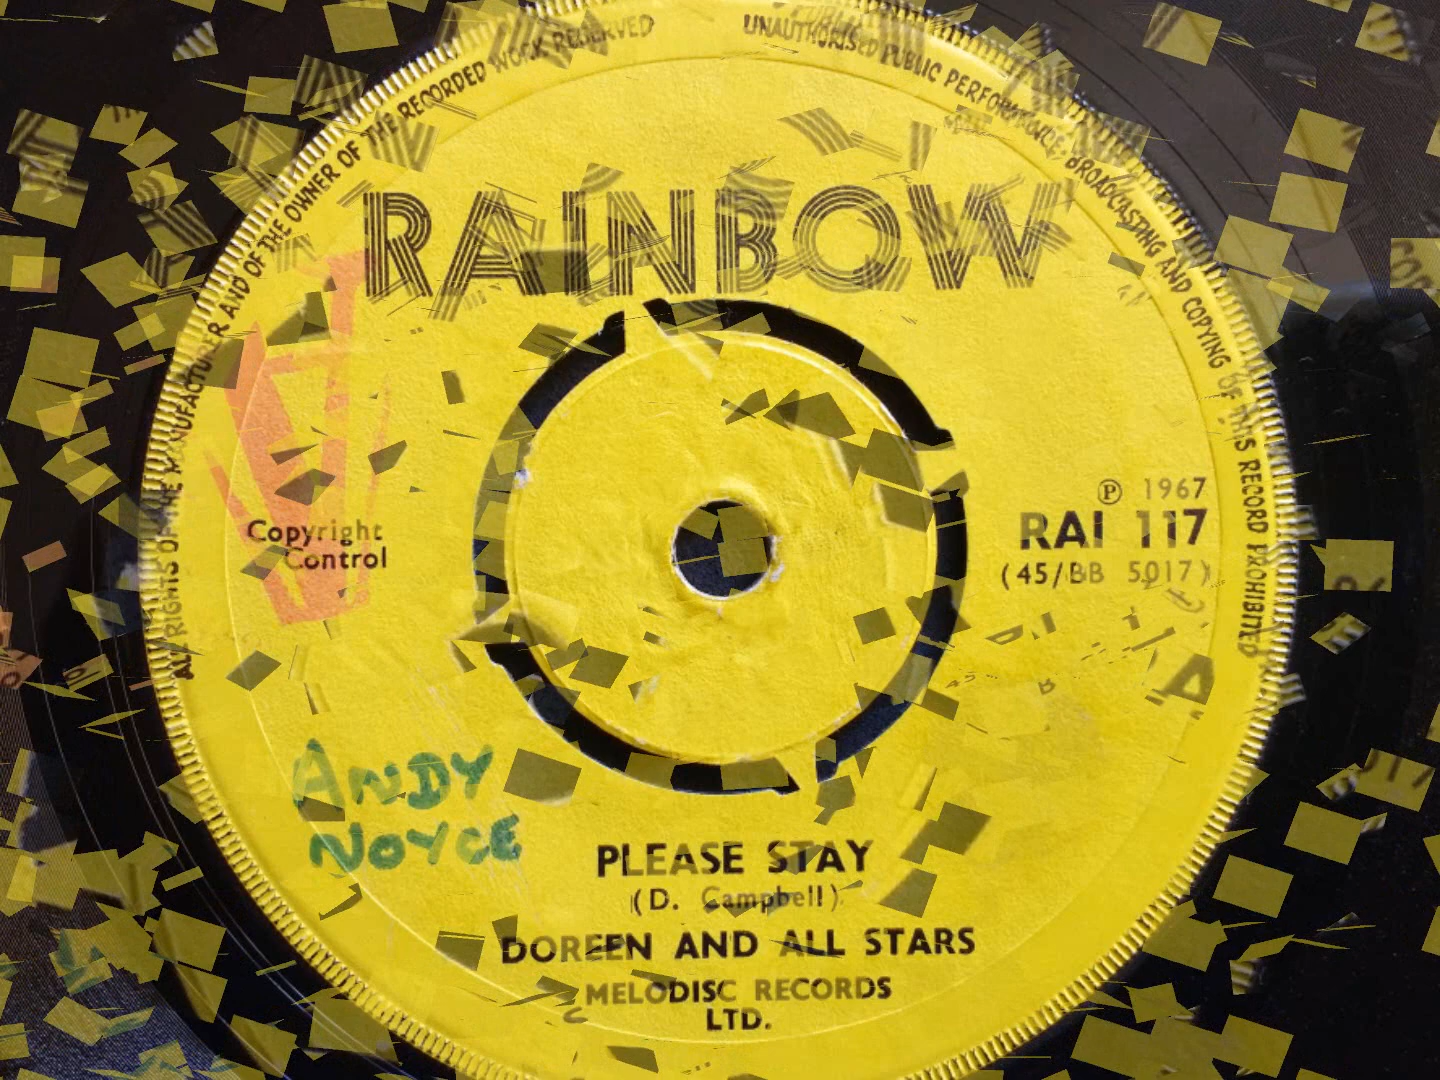 ALL RIGHTS OF THE MANUFACTURER AND OF THE OWNER OF THE RECORDED WORK RESERVED
UNAUTHORISED PUBLIC PERFORMANCE, BROADCASTING AND COPYING OF THIS RECORD PROHIBITED
RAINBOW
Ⓟ 1967
RAI 117
(45/BB 5017)
Copyright
Control
ANDY
NOYCE
PLEASE STAY
(D. Campbell)
DOREEN AND ALL STARS
MELODISC RECORDS
LTD.